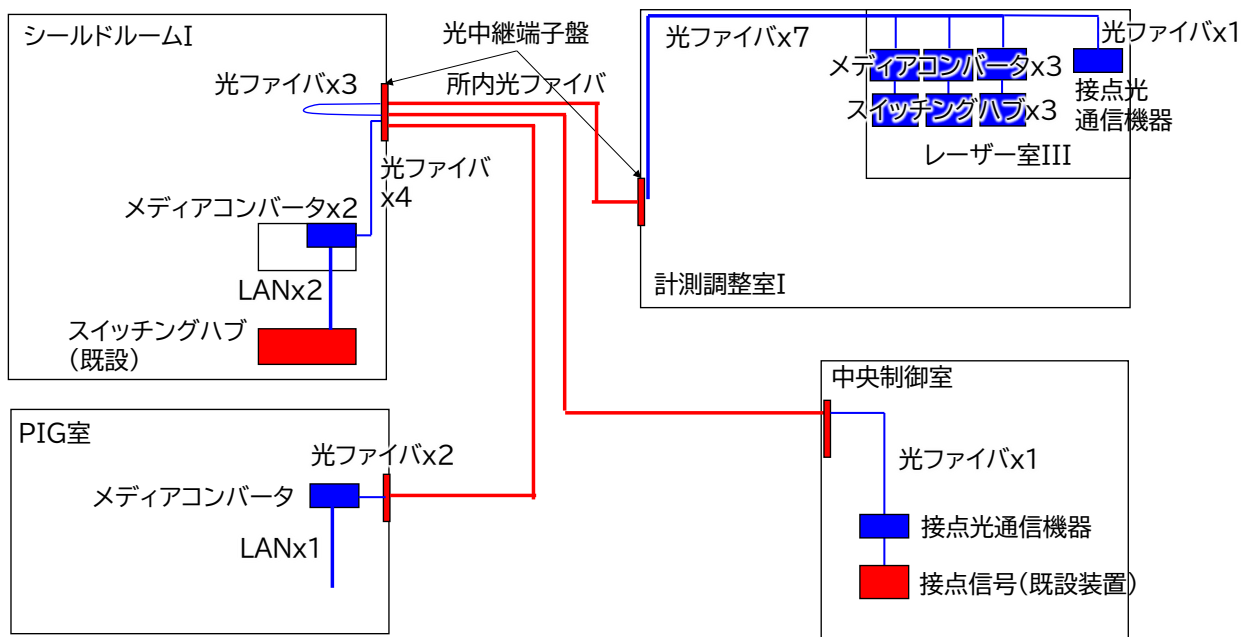 シールドルームI
光中継端子盤
光ファイバx3
所内光ファイバ
光ファイバ
x4
メディアコンバータx2
LANx2
スイッチングハブ
(既設)
光ファイバx7
光ファイバx1
メディアコンバータx3
スイッチングハブx3
接点光
通信機器
レーザー室III
計測調整室I
PIG室
光ファイバx2
メディアコンバータ
LANx1
中央制御室
光ファイバx1
接点光通信機器
接点信号(既設装置)